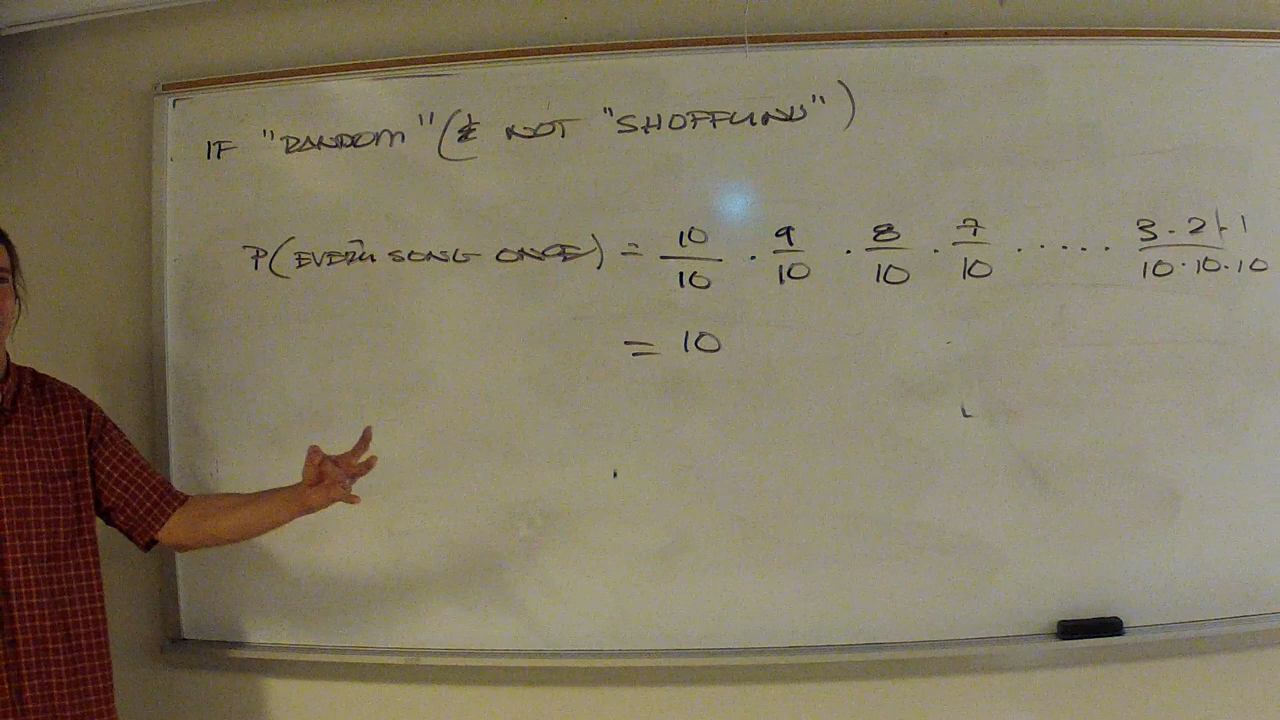 IF "RANDOM" (& NOT "SHUFFLING")
P(EVERY SONG ONCE) = 10/10 · 9/10 · 8/10 · 7/10 · · · · · 3·2·1/10·10·10
= 10